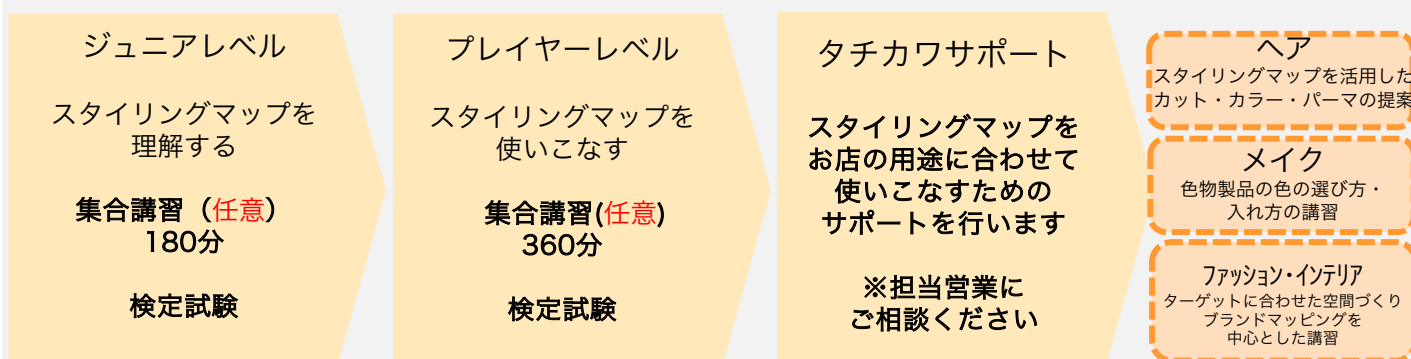 ジュニアレベル
スタイリングマップを
理解する
集合講習（任意）
180分
検定試験
プレイヤーレベル
スタイリングマップを
使いこなす
集合講習(任意)
360分
検定試験
タチカワサポート
スタイリングマップを
お店の用途に合わせて
使いこなすための
サポートを行います
※担当営業に
ご相談ください
ヘア
スタイリングマップを活用した
カット・カラー・パーマの提案
メイク
色物製品の色の選び方・
入れ方の講習
ファッション・インテリア
ターゲットに合わせた空間づくり
ブランドマッピングを
中心とした講習